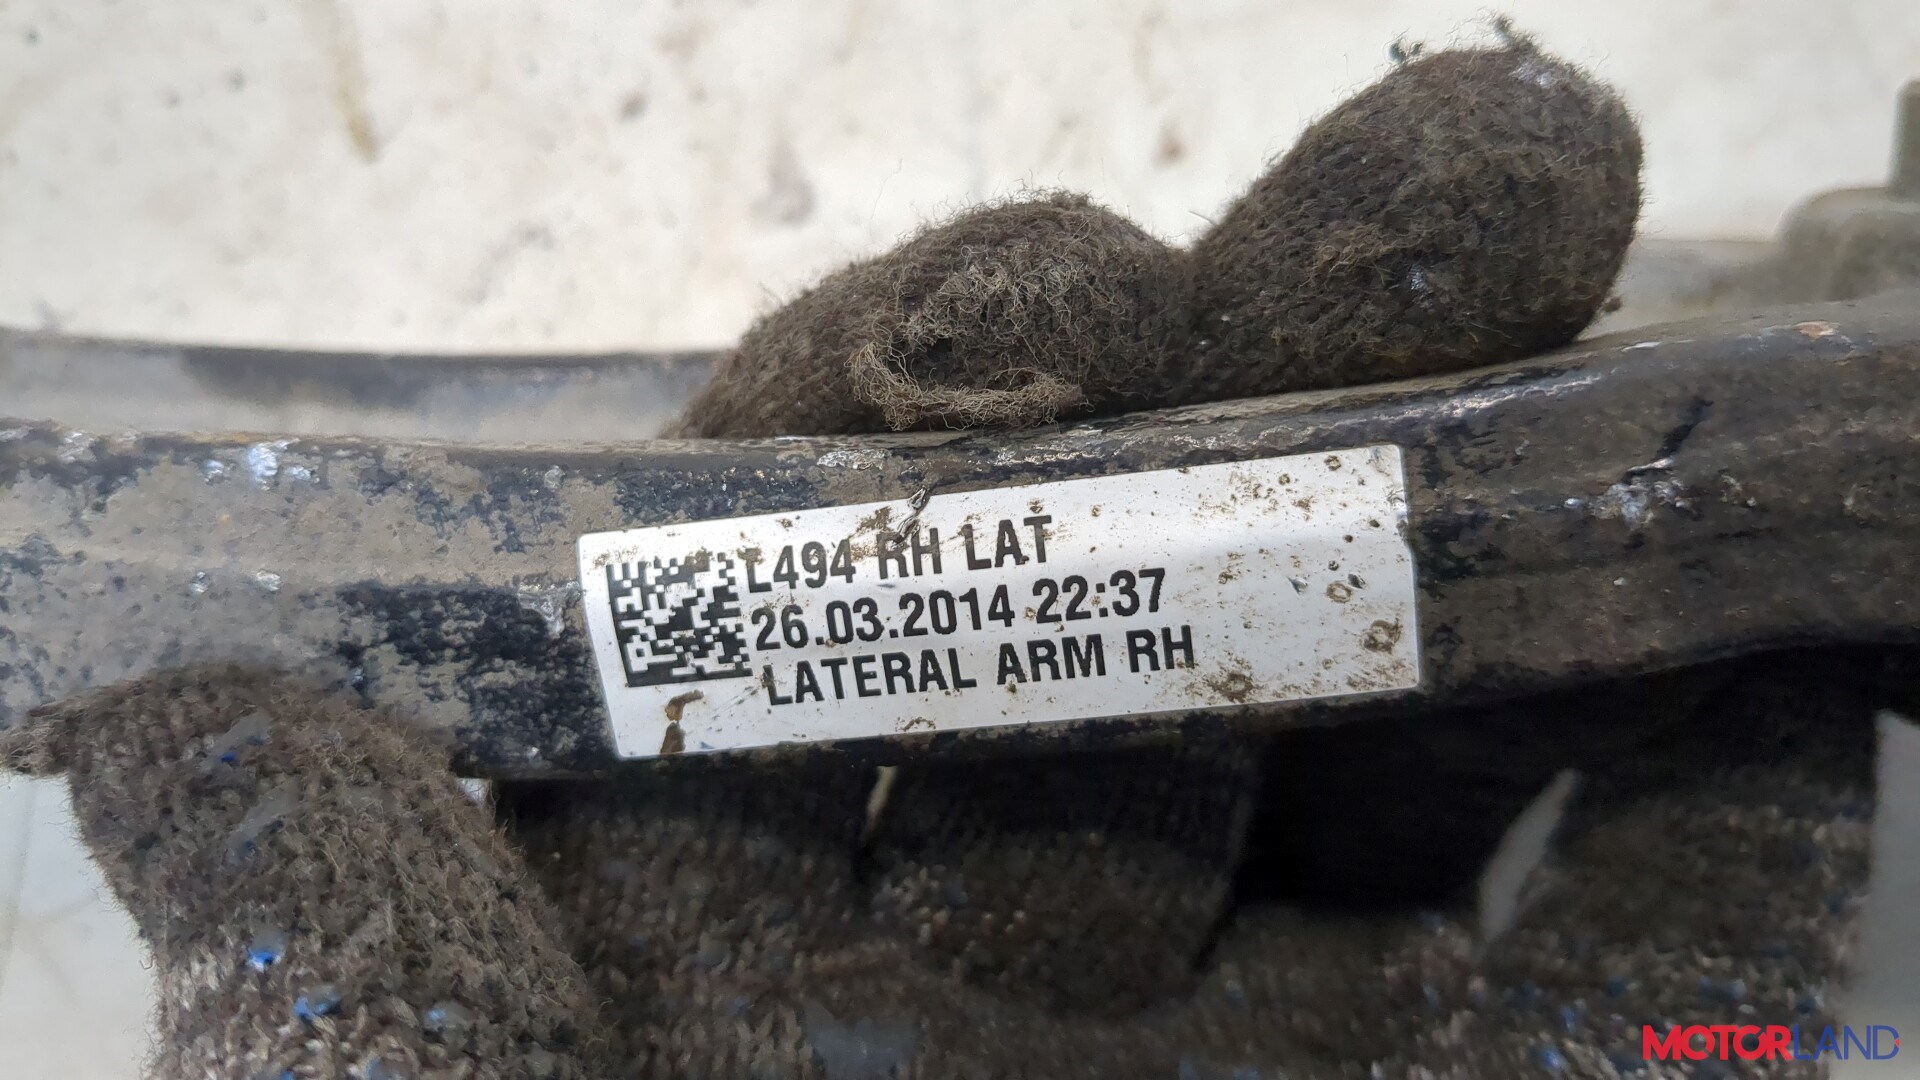 L494 RH LAT
26.03.2014 22:37
LATERAL ARM RH
MOTORLAND